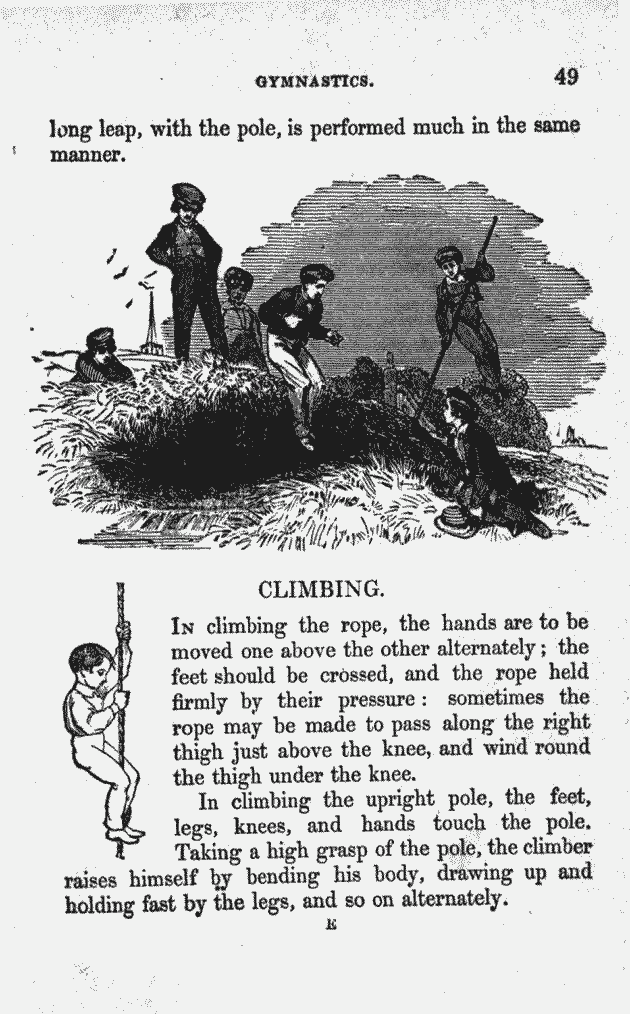 GYMNASTICS. 49
long leap, with the pole, is performed much in the same
manner.
CLIMBING.
In climbing the rope, the hands are to be
moved one above the other alternately; the
feet should be crossed, and the rope held
firmly by their pressure: sometimes the
rope may be made to pass along the right
thigh just above the knee, and wind round
the thigh under the knee.
In climbing the upright pole, the feet,
legs, knees, and hands touch the pole.
Taking a high grasp of the pole, the climber
raises himself by bending his body, drawing up and
holding fast by the legs, and so on alternately.
E